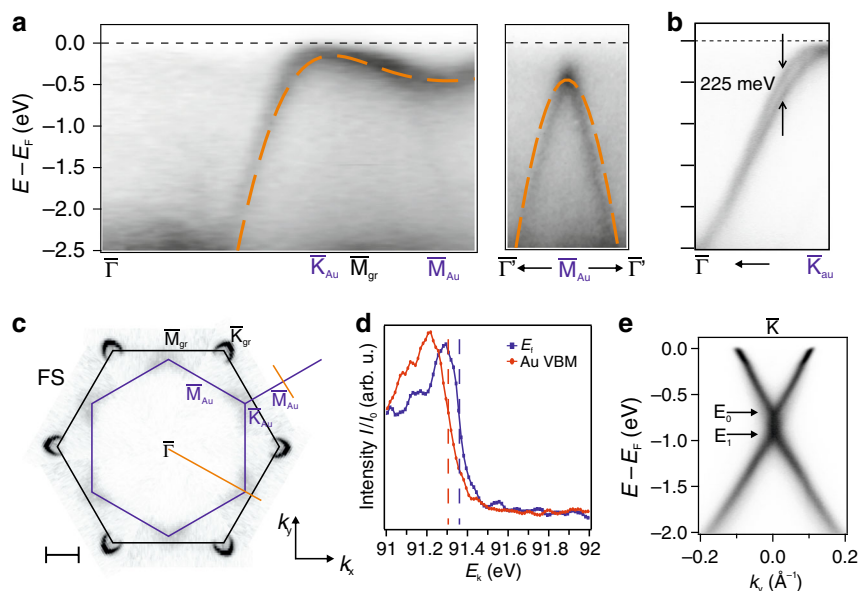 a
b
0.0
−0.5
−1.0
−1.5
−2.0
−2.5
E − E_F (eV)
225 meV
Γ̅
K̅_Au
M̅_gr
M̅_Au
Γ̅'
M̅_Au
Γ̅'
Γ̅
K̅_au
c
d
e
FS
M̅_gr
K̅_gr
M̅_Au
M̅_Au
K̅_Au
Γ̅
k_y
k_x
Intensity I/I_0 (arb. u.)
E_f
Au VBM
91 91.2 91.4 91.6 91.8 92
E_k (eV)
K̅
0.0
−0.5
E_0
E_1
−1.0
−1.5
−2.0
E − E_F (eV)
−0.2 0.0 0.2
k_y (Å⁻¹)